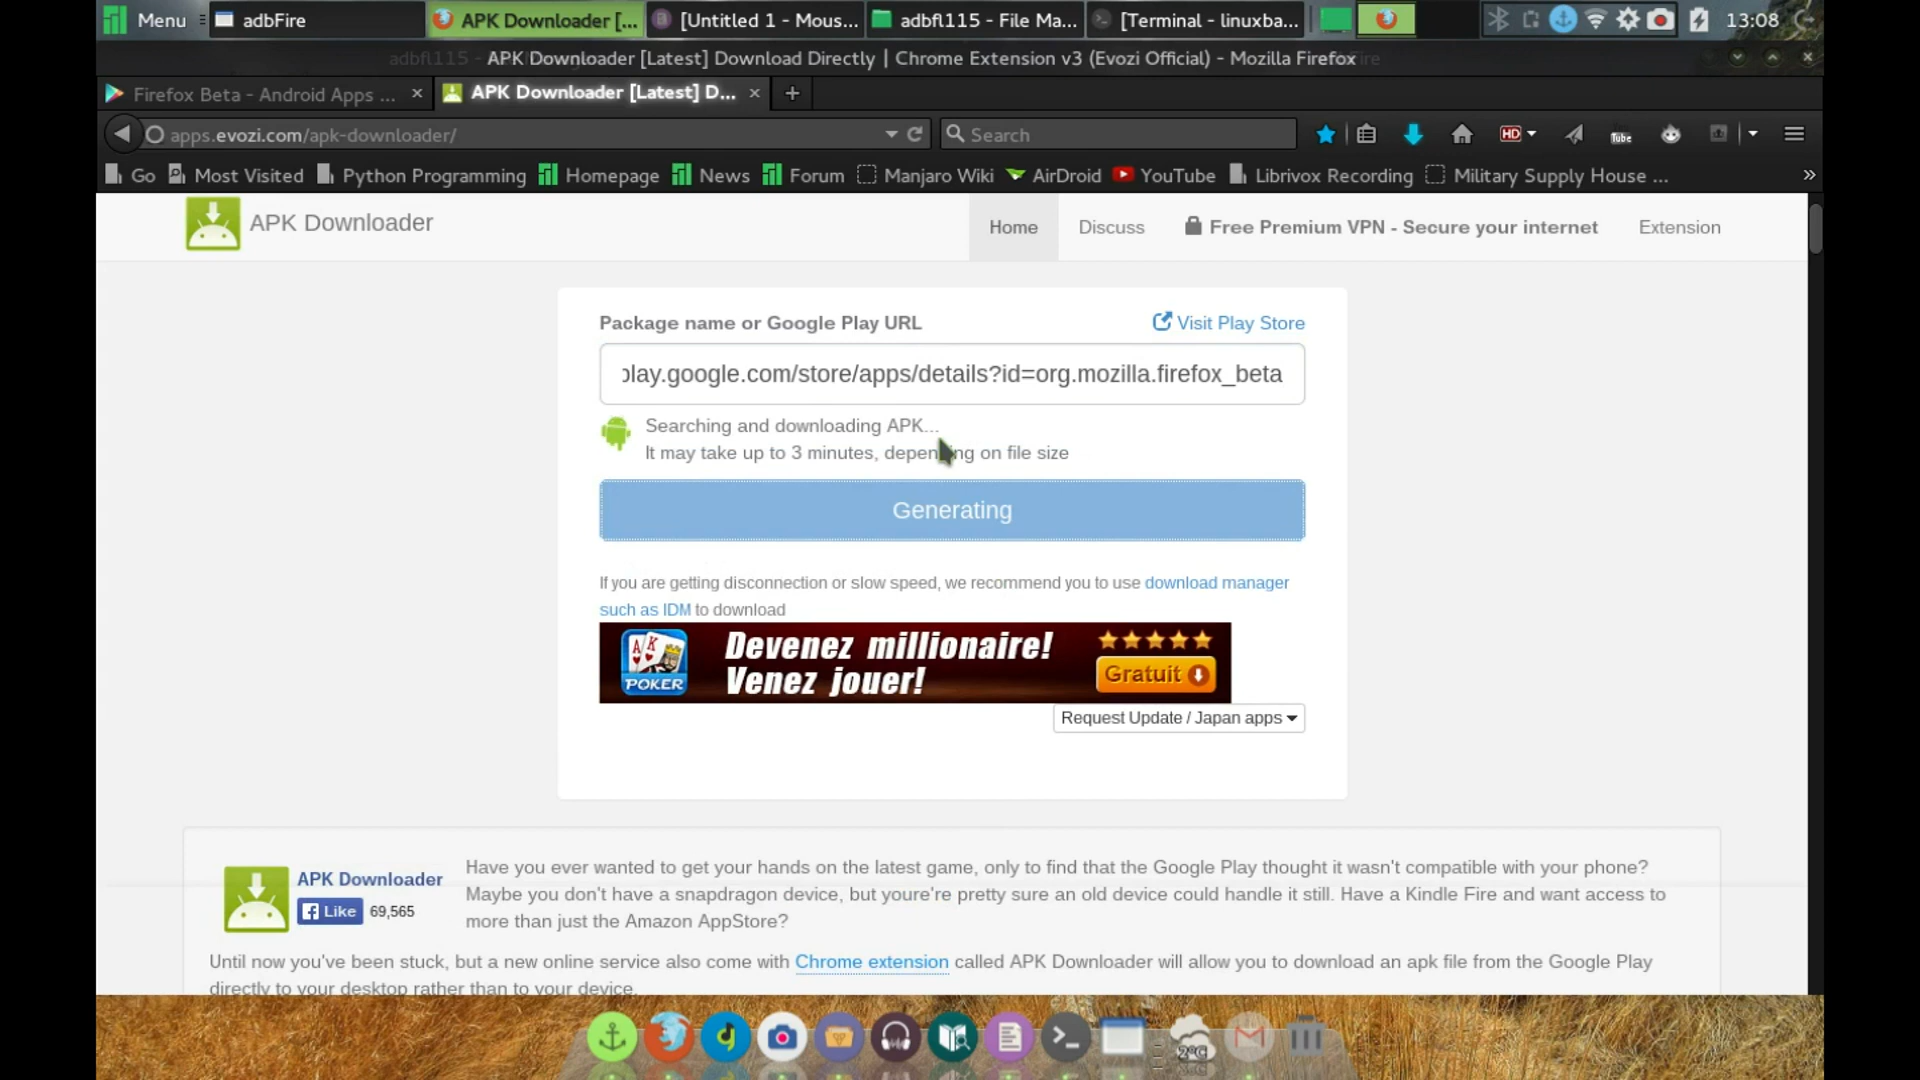 Menu
adbFire
APK Downloader [...
[Untitled 1 - Mous...
adbfl115 - File Ma...
[Terminal - linuxba...
13:08
APK Downloader [Latest] Download Directly | Chrome Extension v3 (Evozi Official) - Mozilla Firefox
Firefox Beta - Android Apps ...
APK Downloader [Latest] D...
apps.evozi.com/apk-downloader/
Search
HD
Tube
Go
Most Visited
Python Programming
Homepage
News
Forum
Manjaro Wiki
AirDroid
YouTube
Librivox Recording
Military Supply House ...
APK Downloader
Home
Discuss
Free Premium VPN - Secure your internet
Extension
Package name or Google Play URL
Visit Play Store
play.google.com/store/apps/details?id=org.mozilla.firefox_beta
Searching and downloading APK...
It may take up to 3 minutes, depending on file size
Generating
If you are getting disconnection or slow speed, we recommend you to use download manager
such as IDM to download
POKER
Devenez millionaire!
Venez jouer!
Gratuit
Request Update / Japan apps
APK Downloader
Like
69,565
Have you ever wanted to get your hands on the latest game, only to find that the Google Play thought it wasn't compatible with your phone?
Maybe you don't have a snapdragon device, but youre're pretty sure an old device could handle it still. Have a Kindle Fire and want access to
more than just the Amazon AppStore?
Until now you've been stuck, but a new online service also come with Chrome extension called APK Downloader will allow you to download an apk file from the Google Play
directly to your desktop rather than to your device.
2°C